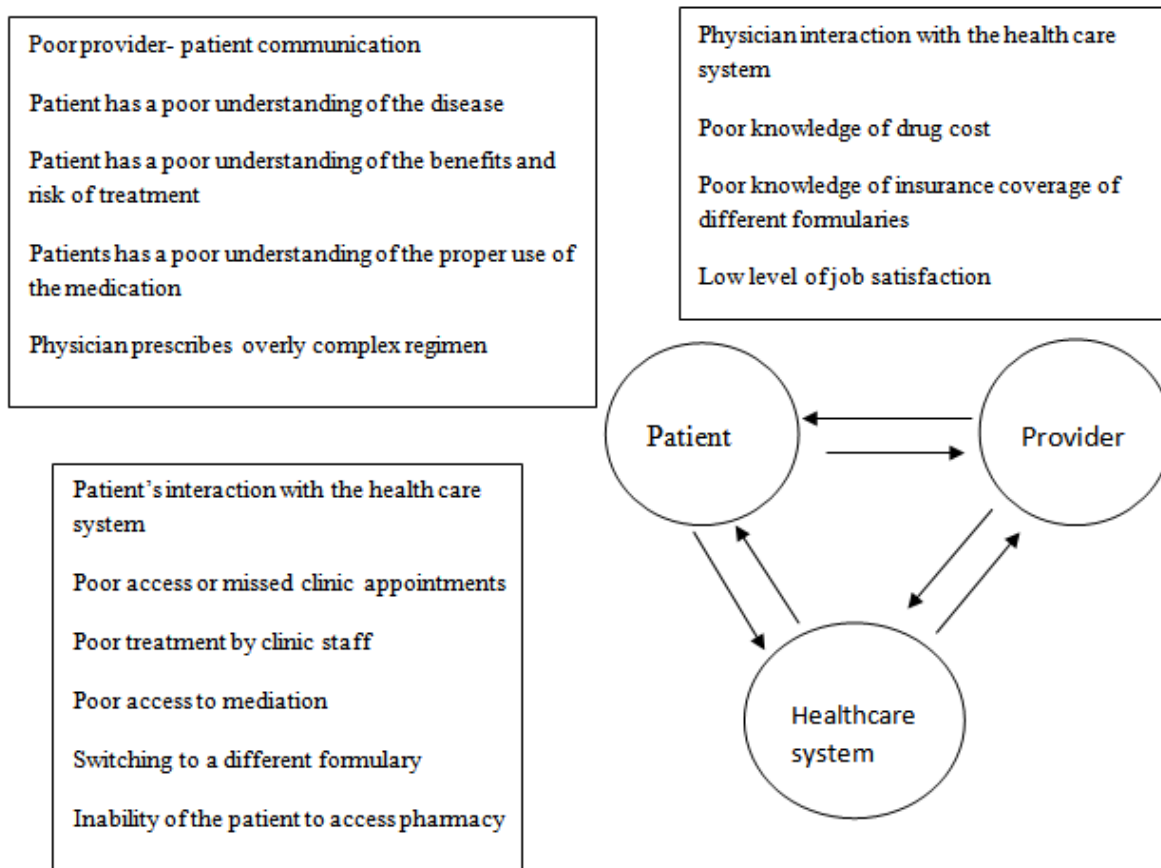 Poor provider- patient communication
Patient has a poor understanding of the disease
Patient has a poor understanding of the benefits and
risk of treatment
Patients has a poor understanding of the proper use of
the medication
Physician prescribes overly complex regimen
Physician interaction with the health care
system
Poor knowledge of drug cost
Poor knowledge of insurance coverage of
different formularies
Low level of job satisfaction
Patient
Provider
Patient’s interaction with the health care
system
Poor access or missed clinic appointments
Poor treatment by clinic staff
Poor access to mediation
Switching to a different formulary
Inability of the patient to access pharmacy
Healthcare
system